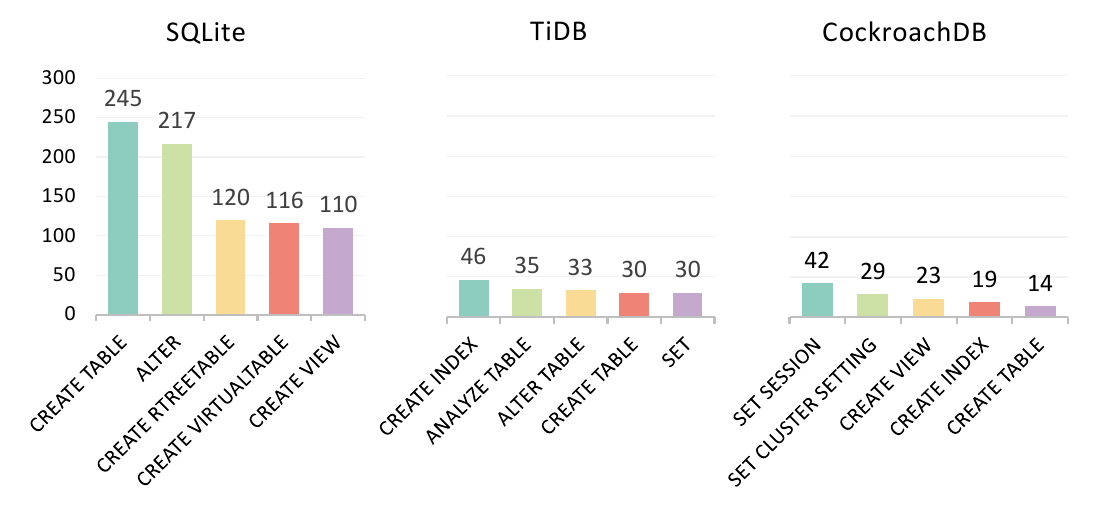 SQLite
TiDB
CockroachDB
300
250
200
150
100
50
0
245
217
120
116
110
46
35
33
30
30
42
29
23
19
14
CREATE TABLE
ALTER
CREATE RTREETABLE
CREATE VIRTUALTABLE
CREATE VIEW
CREATE INDEX
ANALYZE TABLE
ALTER TABLE
CREATE TABLE
SET
SET SESSION
SET CLUSTER SETTING
CREATE VIEW
CREATE INDEX
CREATE TABLE